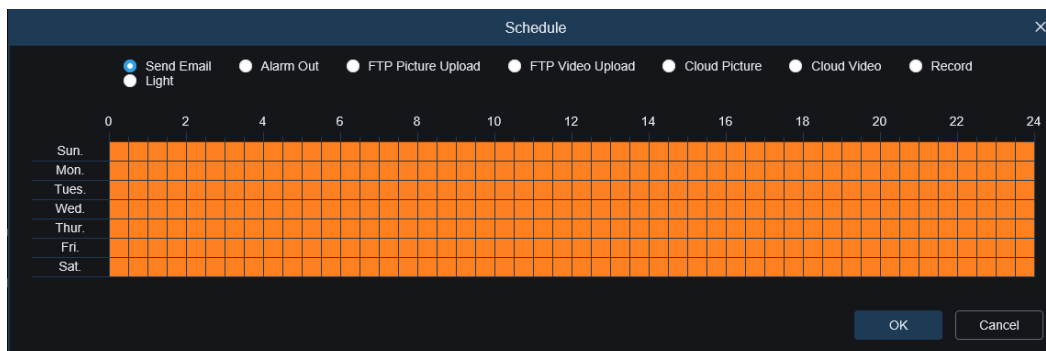 Schedule
Send Email Alarm Out FTP Picture Upload FTP Video Upload Cloud Picture Cloud Video Record
Light
0 2 4 6 8 10 12 14 16 18 20 22 24
Sun.
Mon.
Tues.
Wed.
Thur.
Fri.
Sat.
OK Cancel